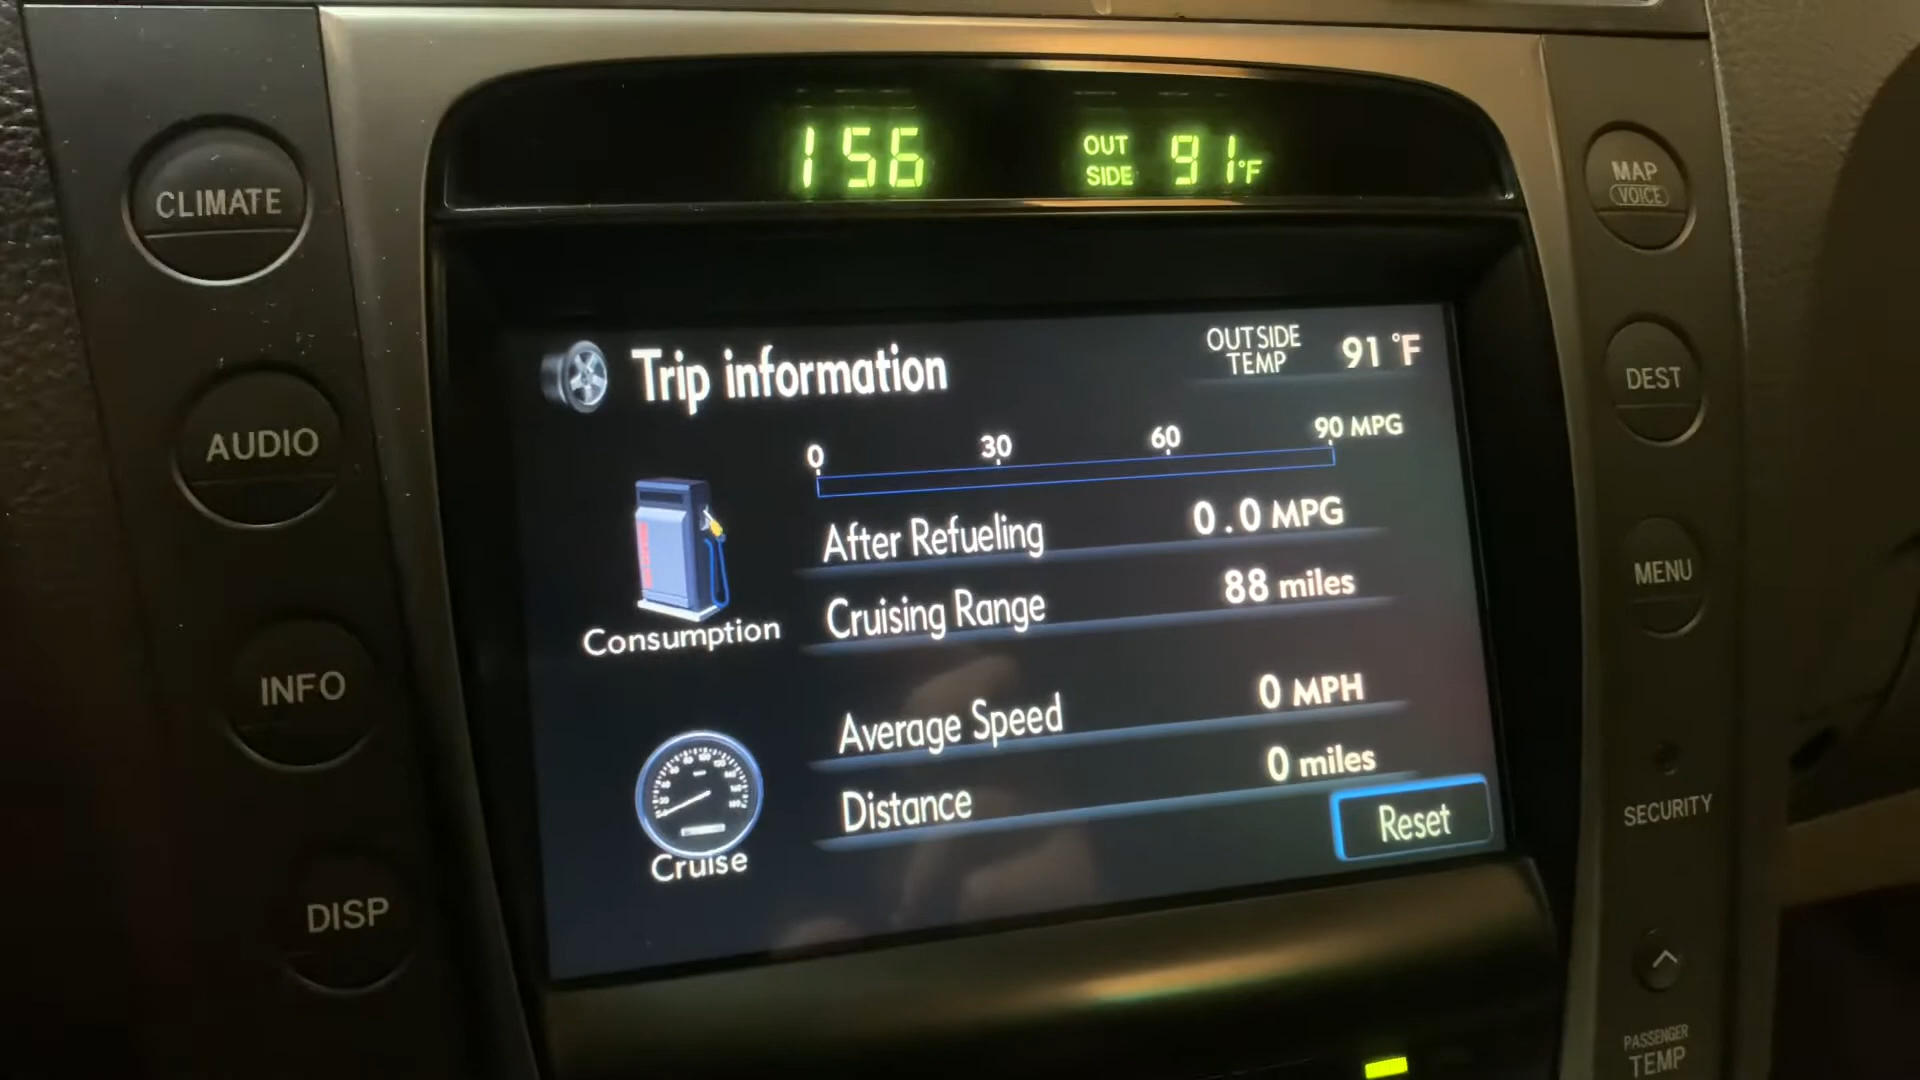 156 OUT SIDE 91°F
CLIMATE
AUDIO
INFO
DISP
Trip information
OUTSIDE TEMP 91 °F
0 30 60 90 MPG
After Refueling 0.0 MPG
Cruising Range 88 miles
Consumption
Average Speed 0 MPH
Distance 0 miles
Cruise
Reset
MAP
VOICE
DEST
MENU
SECURITY
PASSENGER
TEMP